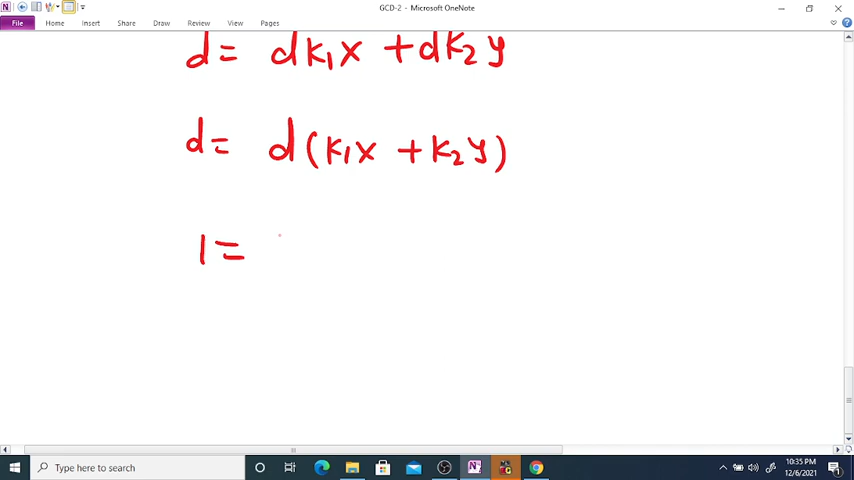 GCD-2 - Microsoft OneNote
File Home Insert Share Draw Review View Pages
d = dk₁x + dk₂y
d = d(k₁x + k₂y)
1 =
Type here to search
10:35 PM
12/6/2021